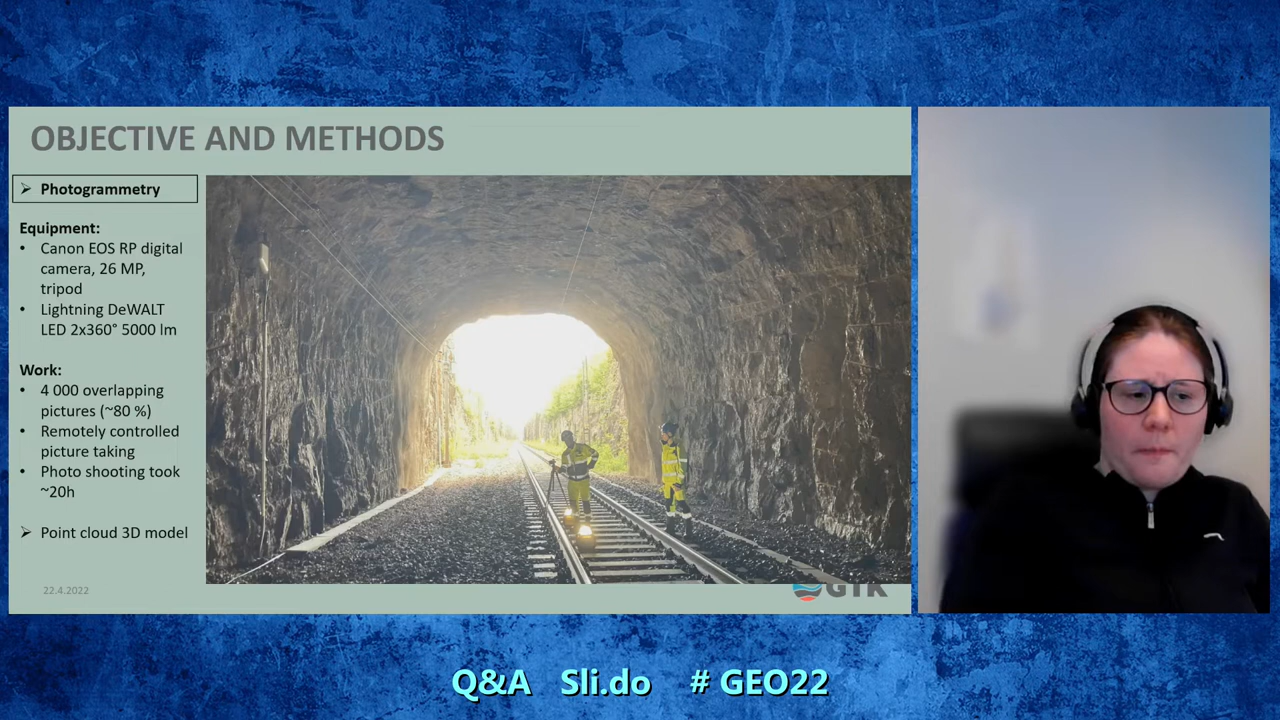 OBJECTIVE AND METHODS
➢ Photogrammetry
Equipment:
• Canon EOS RP digital
camera, 26 MP,
tripod
• Lightning DeWALT
LED 2x360° 5000 lm
Work:
• 4 000 overlapping
pictures (~80 %)
• Remotely controlled
picture taking
• Photo shooting took
~20h
➢ Point cloud 3D model
22.4.2022
GTK
Q&A Sli.do # GEO22